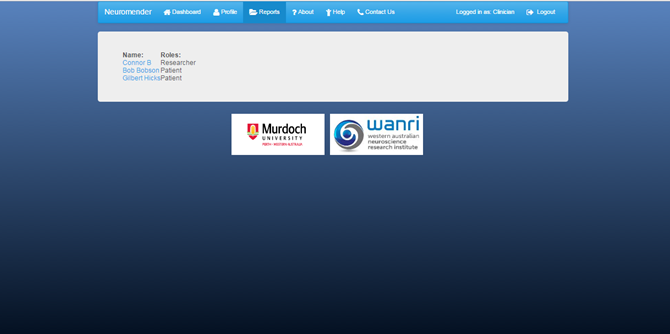 Neuromender Dashboard Profile Reports About Help Contact Us Logged in as: Clinician Logout
Name: Roles:
Connor B Researcher
Bob Bobson Patient
Gilbert Hicks Patient
Murdoch
UNIVERSITY
PERTH • WESTERN AUSTRALIA
wanri
western australian
neuroscience
research institute